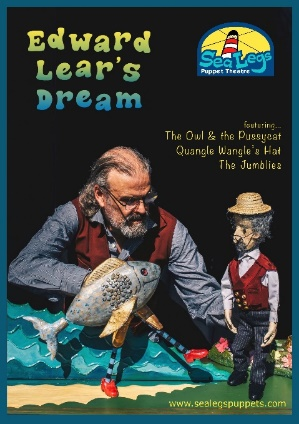 Edward
Lear's
Dream
Sea Legs
Puppet Theatre
featuring...
The Owl & the Pussycat
Quangle Wangle's Hat
The Jumblies
www.sealegspuppets.com